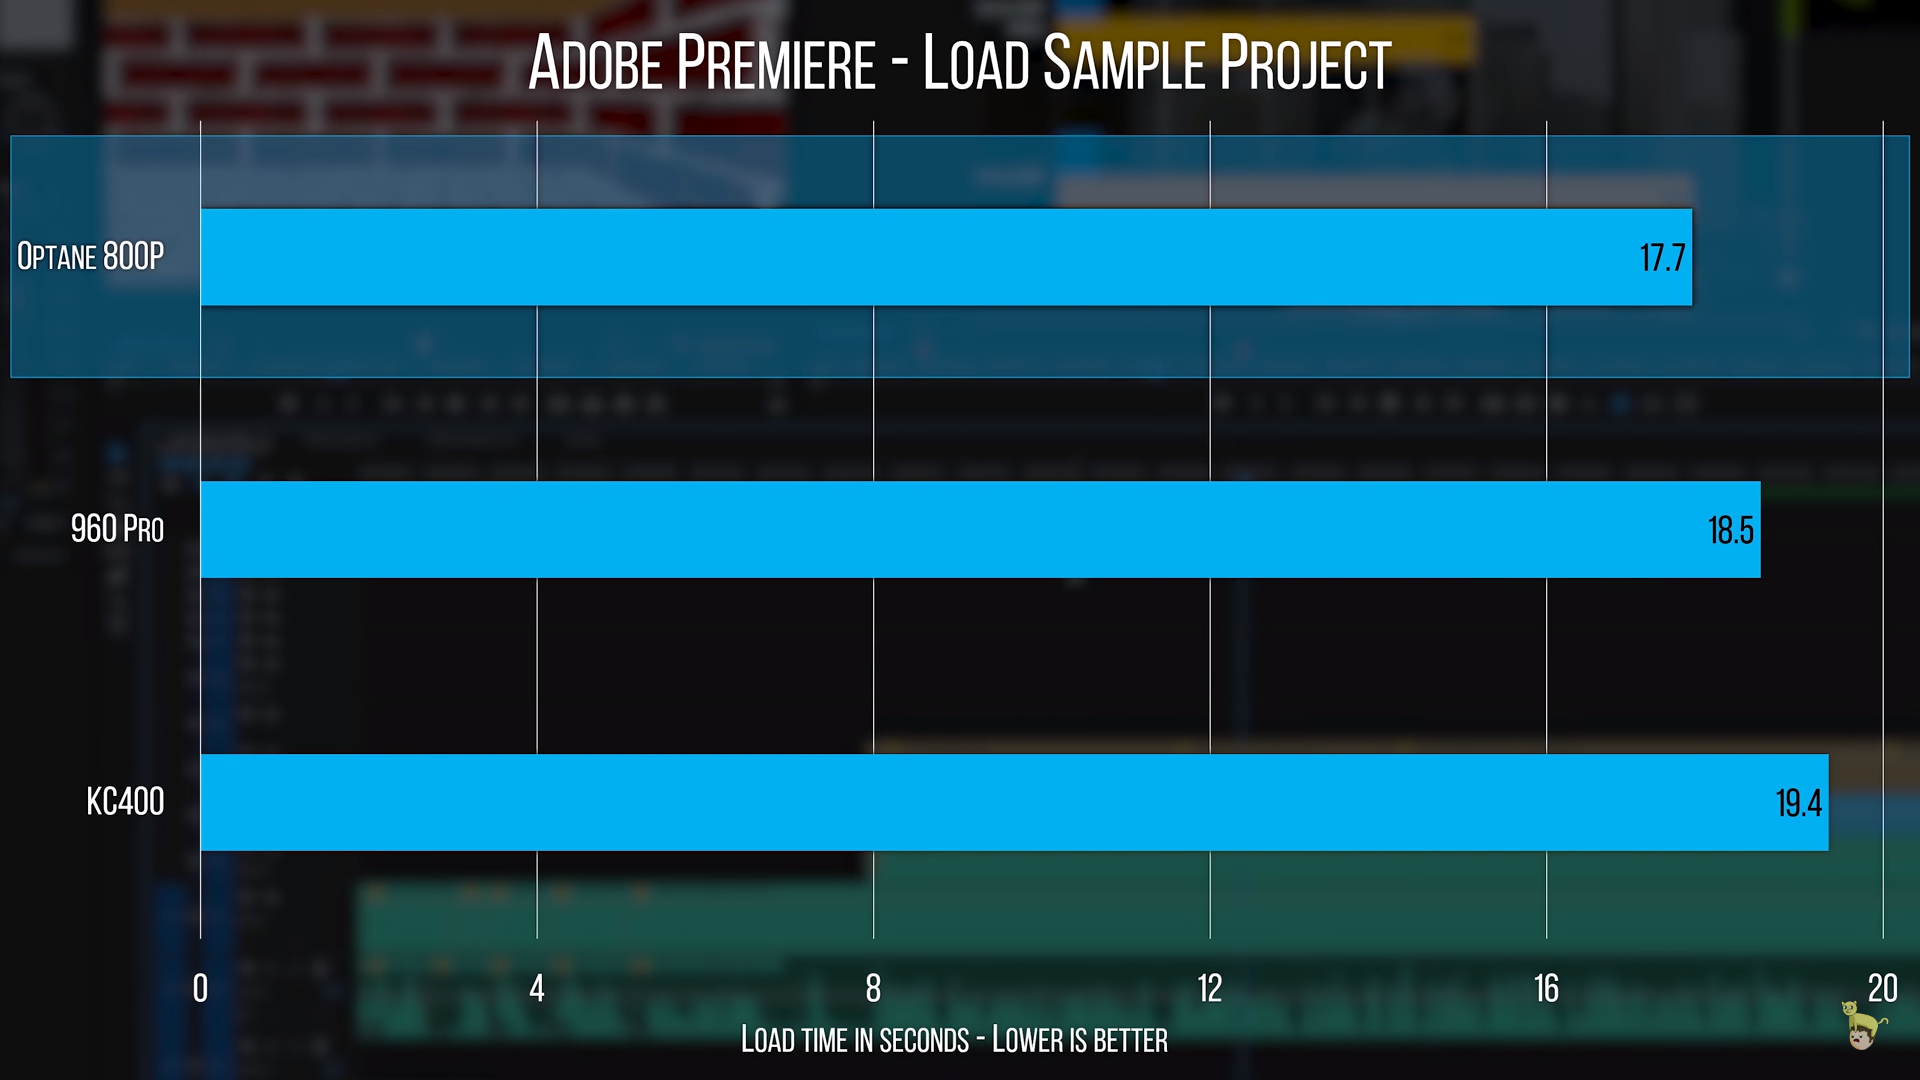 Adobe Premiere - Load Sample Project
Optane 800P
17.7
960 Pro
18.5
KC400
19.4
0 4 8 12 16 20
Load time in seconds - Lower is better